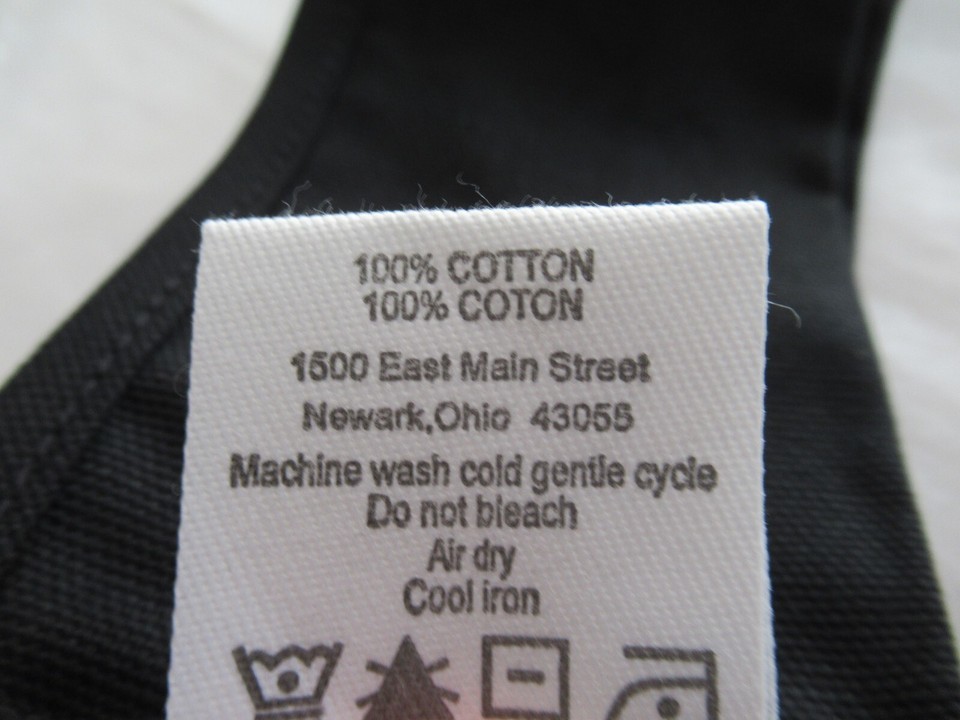 100% COTTON
100% COTON
1500 East Main Street
Newark,Ohio 43055
Machine wash cold gentle cycle
Do not bleach
Air dry
Cool iron